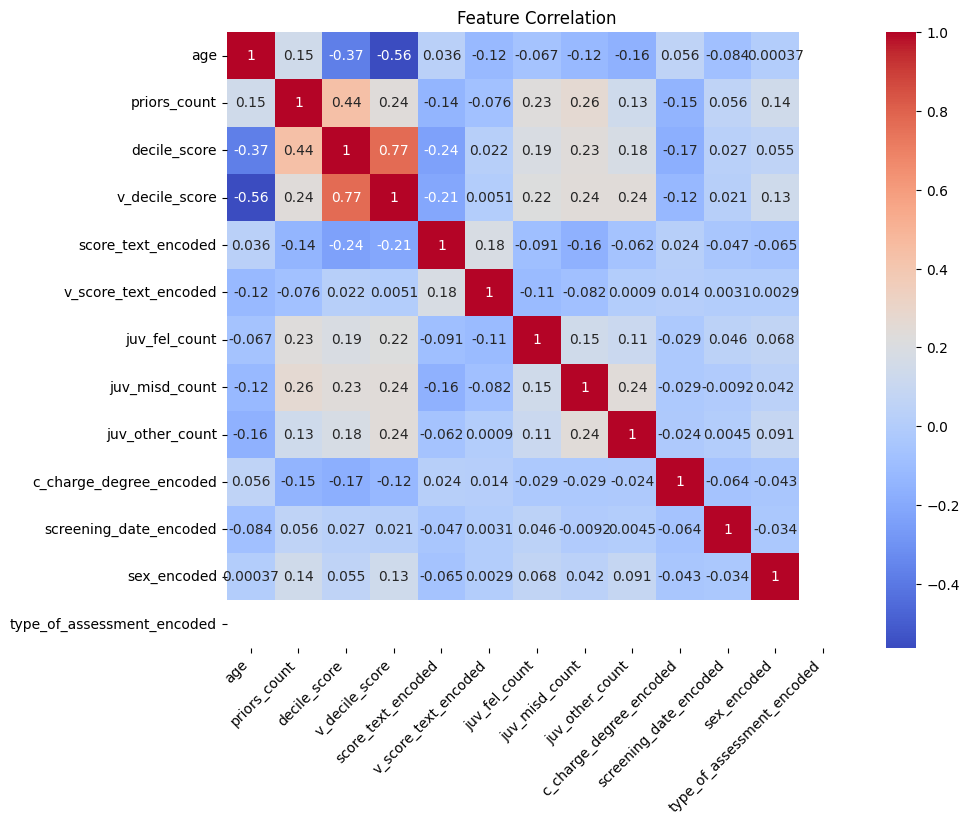 Feature Correlation
age 1 0.15 -0.37 -0.56 0.036 -0.12 -0.067 -0.12 -0.16 0.056 -0.084 0.00037
priors_count 0.15 1 0.44 0.24 -0.14 -0.076 0.23 0.26 0.13 -0.15 0.056 0.14
decile_score -0.37 0.44 1 0.77 -0.24 0.022 0.19 0.23 0.18 -0.17 0.027 0.055
v_decile_score -0.56 0.24 0.77 1 -0.21 0.0051 0.22 0.24 0.24 -0.12 0.021 0.13
score_text_encoded 0.036 -0.14 -0.24 -0.21 1 0.18 -0.091 -0.16 -0.062 0.024 -0.047 -0.065
v_score_text_encoded -0.12 -0.076 0.022 0.0051 0.18 1 -0.11 -0.082 0.0009 0.014 0.0031 0.0029
juv_fel_count -0.067 0.23 0.19 0.22 -0.091 -0.11 1 0.15 0.11 -0.029 0.046 0.068
juv_misd_count -0.12 0.26 0.23 0.24 -0.16 -0.082 0.15 1 0.24 -0.029 -0.0092 0.042
juv_other_count -0.16 0.13 0.18 0.24 -0.062 0.0009 0.11 0.24 1 -0.024 0.0045 0.091
c_charge_degree_encoded 0.056 -0.15 -0.17 -0.12 0.024 0.014 -0.029 -0.029 -0.024 1 -0.064 -0.043
screening_date_encoded -0.084 0.056 0.027 0.021 -0.047 0.0031 0.046 -0.0092 0.0045 -0.064 1 -0.034
sex_encoded 0.00037 0.14 0.055 0.13 -0.065 0.0029 0.068 0.042 0.091 -0.043 -0.034 1
type_of_assessment_encoded
age
priors_count
decile_score
v_decile_score
score_text_encoded
v_score_text_encoded
juv_fel_count
juv_misd_count
juv_other_count
c_charge_degree_encoded
screening_date_encoded
sex_encoded
type_of_assessment_encoded
1.0
0.8
0.6
0.4
0.2
0.0
-0.2
-0.4